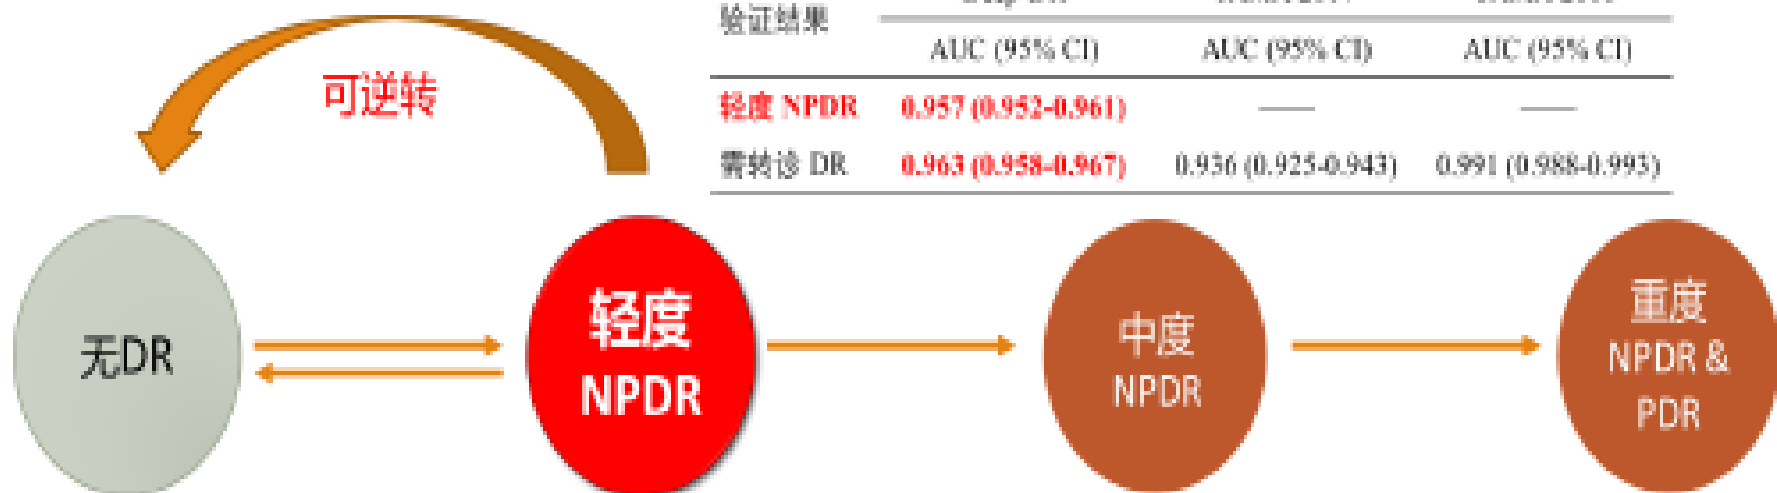 验证结果
AUC (95% CI) AUC (95% CI) AUC (95% CI)
轻度 NPDR 0.957 (0.952-0.961) —— ——
需转诊 DR 0.963 (0.958-0.967) 0.936 (0.925-0.943) 0.991 (0.988-0.993)
可逆转
无DR
轻度
NPDR
中度
NPDR
重度
NPDR &
PDR